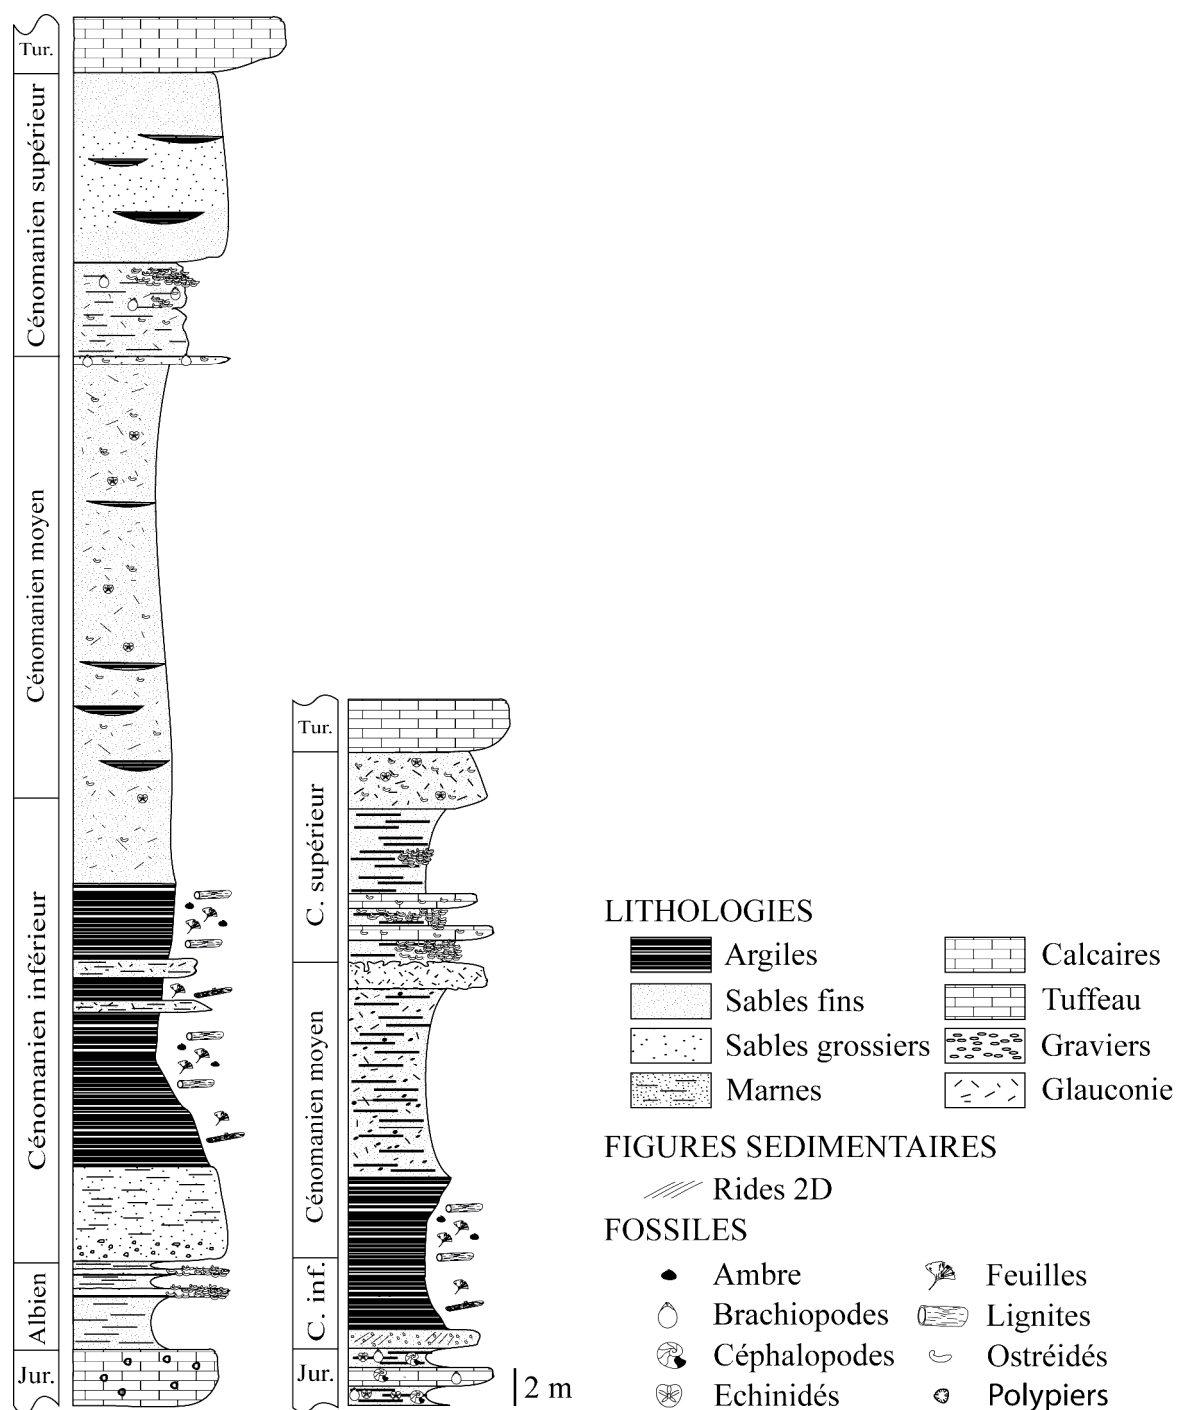 Tur.
Cénomanien supérieur
Cénomanien moyen
Cénomanien inférieur
Albien
Jur.
Tur.
C. supérieur
Cénomanien moyen
C. inf.
Jur.
2 m
LITHOLOGIES
Argiles
Calcaires
Sables fins
Tuffeau
Sables grossiers
Graviers
Marnes
Glauconie
FIGURES SEDIMENTAIRES
Rides 2D
FOSSILES
Ambre
Feuilles
Brachiopodes
Lignites
Céphalopodes
Ostréidés
Echinidés
Polypiers